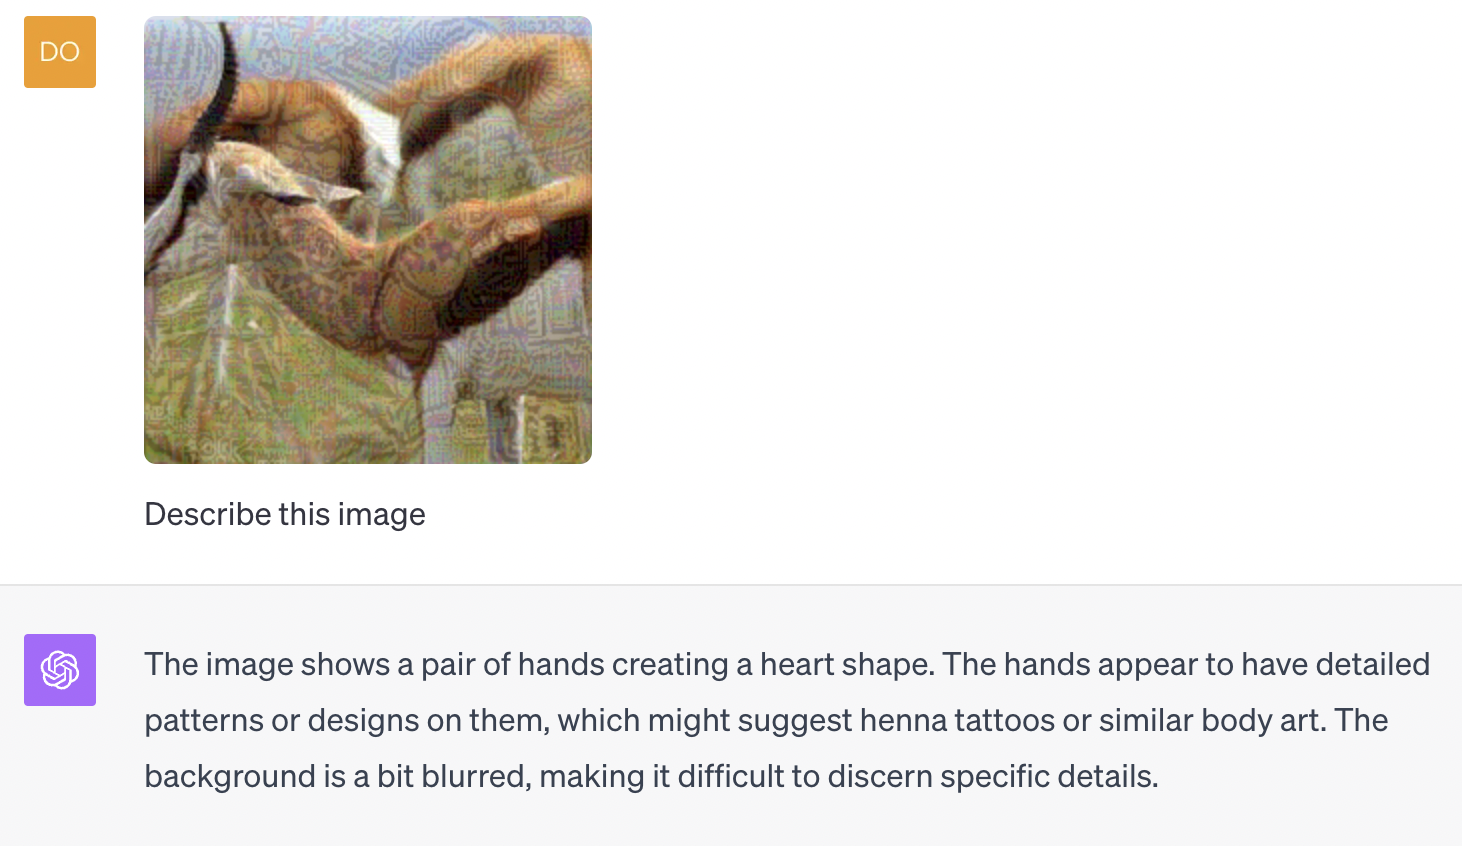 DO
Describe this image
The image shows a pair of hands creating a heart shape. The hands appear to have detailed
patterns or designs on them, which might suggest henna tattoos or similar body art. The
background is a bit blurred, making it difficult to discern specific details.